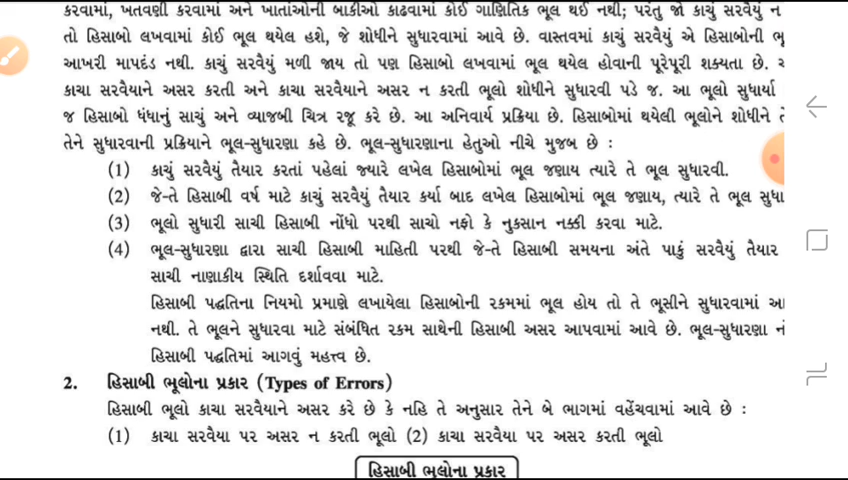 કરવામાં, ખતવણી કરવામાં અને ખાતાંઓની બાકીઓ કાઢવામાં કોઈ ગાણિતિક ભૂલ થઈ નથી; પરંતુ જો કાચું સરવૈયું ન
તો હિસાબો લખવામાં કોઈ ભૂલ થયેલ હશે, જે શોધીને સુધારવામાં આવે છે. વાસ્તવમાં કાચું સરવૈયું એ હિસાબોની
આખરી માપદંડ નથી. કાચું સરવૈયું મળી જાય તો પણ હિસાબો લખવામાં ભૂલ થયેલ હોવાની પૂરેપૂરી શક્યતા છે.
કાચા સરવૈયાને અસર કરતી અને કાચા સરવૈયાને અસર ન કરતી ભૂલો શોધીને સુધારવી પડે જ. આ ભૂલો સુધાર્યા
જ હિસાબો ધંધાનું સાચું અને વ્યાજબી ચિત્ર રજૂ કરે છે. આ અનિવાર્ય પ્રક્રિયા છે. હિસાબોમાં થયેલી ભૂલોને શોધીને
તેને સુધારવાની પ્રક્રિયાને ભૂલ-સુધારણા કહે છે. ભૂલ-સુધારણાના હેતુઓ નીચે મુજબ છે :
(1) કાચું સરવૈયું તૈયાર કરતાં પહેલાં જ્યારે લખેલ હિસાબોમાં ભૂલ જણાય ત્યારે તે ભૂલ સુધારવી.
(2) જે-તે હિસાબી વર્ષ માટે કાચું સરવૈયું તૈયાર કર્યા બાદ લખેલ હિસાબોમાં ભૂલ જણાય, ત્યારે તે ભૂલ સુધા
(3) ભૂલો સુધારી સાચી હિસાબી નોંધો પરથી સાચો નફો કે નુકસાન નક્કી કરવા માટે.
(4) ભૂલ-સુધારણા દ્વારા સાચી હિસાબી માહિતી પરથી જે-તે હિસાબી સમયના અંતે પાકું સરવૈયું તૈયાર
સાચી નાણાકીય સ્થિતિ દર્શાવવા માટે.
હિસાબી પદ્ધતિના નિયમો પ્રમાણે લખાયેલા હિસાબોની રકમમાં ભૂલ હોય તો તે ભૂસીને સુધારવામાં આ
નથી. તે ભૂલને સુધારવા માટે સંબંધિત રકમ સાથેની હિસાબી અસર આપવામાં આવે છે. ભૂલ-સુધારણા નં
હિસાબી પદ્ધતિમાં આગવું મહત્ત્વ છે.
2. હિસાબી ભૂલોના પ્રકાર (Types of Errors)
હિસાબી ભૂલો કાચા સરવૈયાને અસર કરે છે કે નહિ તે અનુસાર તેને બે ભાગમાં વહેંચવામાં આવે છે :
(1) કાચા સરવૈયા પર અસર ન કરતી ભૂલો (2) કાચા સરવૈયા પર અસર કરતી ભૂલો
હિસાબી ભૂલોના પ્રકાર